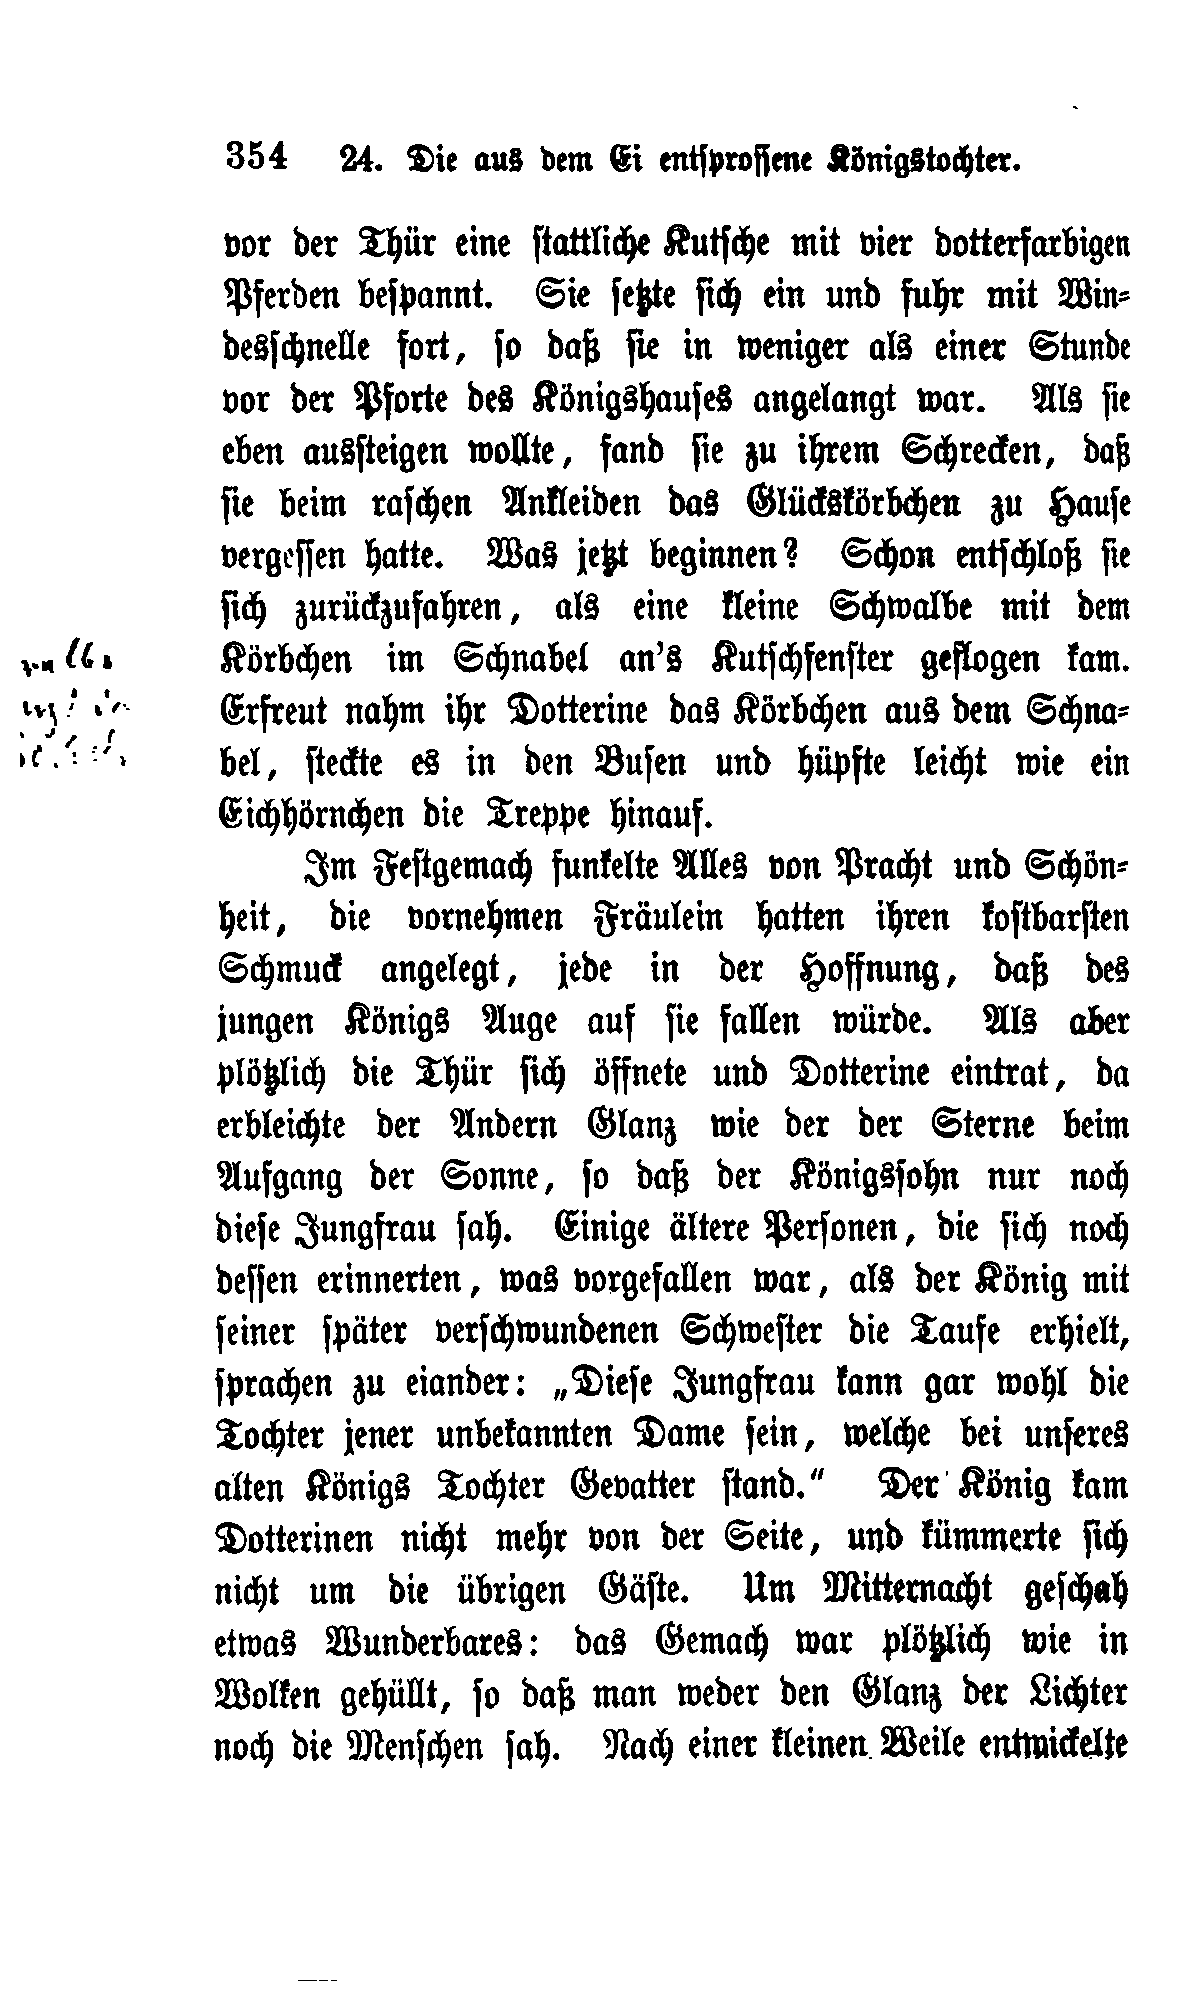 354 24. Die aus dem Ei entsprossene Königstochter.
vor der Thür eine stattliche Kutsche mit vier dotterfarbigen
Pferden bespannt. Sie setzte sich ein und fuhr mit Win-
desschnelle fort, so daß sie in weniger als einer Stunde
vor der Pforte des Königshauses angelangt war. Als sie
eben aussteigen wollte, fand sie zu ihrem Schrecken, daß
sie beim raschen Ankleiden das Glückskörbchen zu Hause
vergessen hatte. Was jetzt beginnen? Schon entschloß sie
sich zurückzufahren, als eine kleine Schwalbe mit dem
Körbchen im Schnabel an's Kutschfenster geflogen kam.
Erfreut nahm ihr Dotterine das Körbchen aus dem Schna-
bel, steckte es in den Busen und hüpfte leicht wie ein
Eichhörnchen die Treppe hinauf.
Im Festgemach funkelte Alles von Pracht und Schön-
heit, die vornehmen Fräulein hatten ihren kostbarsten
Schmuck angelegt, jede in der Hoffnung, daß des
jungen Königs Auge auf sie fallen würde. Als aber
plötzlich die Thür sich öffnete und Dotterine eintrat, da
erbleichte der Andern Glanz wie der der Sterne beim
Aufgang der Sonne, so daß der Königssohn nur noch
diese Jungfrau sah. Einige ältere Personen, die sich noch
dessen erinnerten, was vorgefallen war, als der König mit
seiner später verschwundenen Schwester die Taufe erhielt,
sprachen zu eiander: „Diese Jungfrau kann gar wohl die
Tochter jener unbekannten Dame sein, welche bei unseres
alten Königs Tochter Gevatter stand.“ Der König kam
Dotterinen nicht mehr von der Seite, und kümmerte sich
nicht um die übrigen Gäste. Um Mitternacht geschah
etwas Wunderbares: das Gemach war plötzlich wie in
Wolken gehüllt, so daß man weder den Glanz der Lichter
noch die Menschen sah. Nach einer kleinen Weile entwickelte